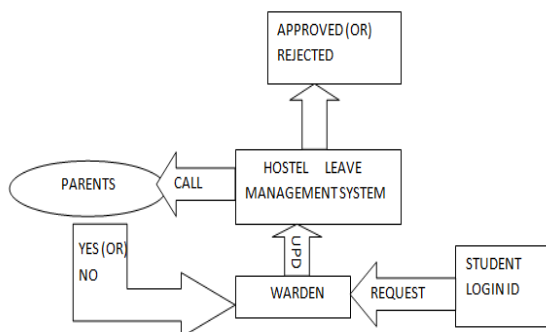 APPROVED (OR)
REJECTED
HOSTEL LEAVE
MANAGEMENT SYSTEM
CALL
PARENTS
YES (OR)
NO
UPD
WARDEN
REQUEST
STUDENT
LOGIN ID